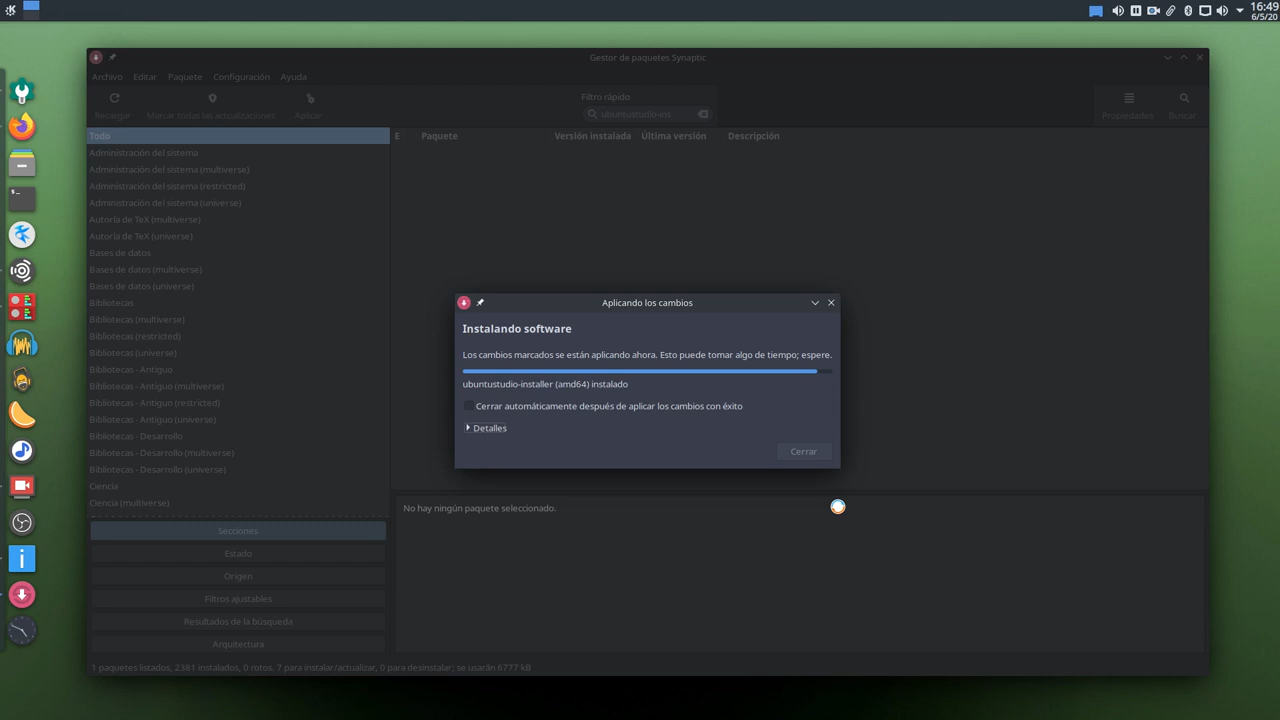 16:49
6/5/20
Gestor de paquetes Synaptic
Archivo Editar Paquete Configuración Ayuda
Recargar Marcar todas las actualizaciones Aplicar
Filtro rápido
ubuntustudio-ins
Propiedades Buscar
Todo
Administración del sistema
Administración del sistema (multiverse)
Administración del sistema (restricted)
Administración del sistema (universe)
Autoría de TeX (multiverse)
Autoría de TeX (universe)
Bases de datos
Bases de datos (multiverse)
Bases de datos (universe)
Bibliotecas
Bibliotecas (multiverse)
Bibliotecas (restricted)
Bibliotecas (universe)
Bibliotecas - Antiguo
Bibliotecas - Antiguo (multiverse)
Bibliotecas - Antiguo (restricted)
Bibliotecas - Antiguo (universe)
Bibliotecas - Desarrollo
Bibliotecas - Desarrollo (multiverse)
Bibliotecas - Desarrollo (universe)
Ciencia
Ciencia (multiverse)
Secciones
Estado
Origen
Filtros ajustables
Resultados de la búsqueda
Arquitectura
E Paquete Versión instalada Última versión Descripción
Aplicando los cambios
Instalando software
Los cambios marcados se están aplicando ahora. Esto puede tomar algo de tiempo; espere.
ubuntustudio-installer (amd64) instalado
Cerrar automáticamente después de aplicar los cambios con éxito
Detalles
Cerrar
No hay ningún paquete seleccionado.
1 paquetes listados, 2381 instalados, 0 rotos. 7 para instalar/actualizar, 0 para desinstalar; se usarán 6777 kB